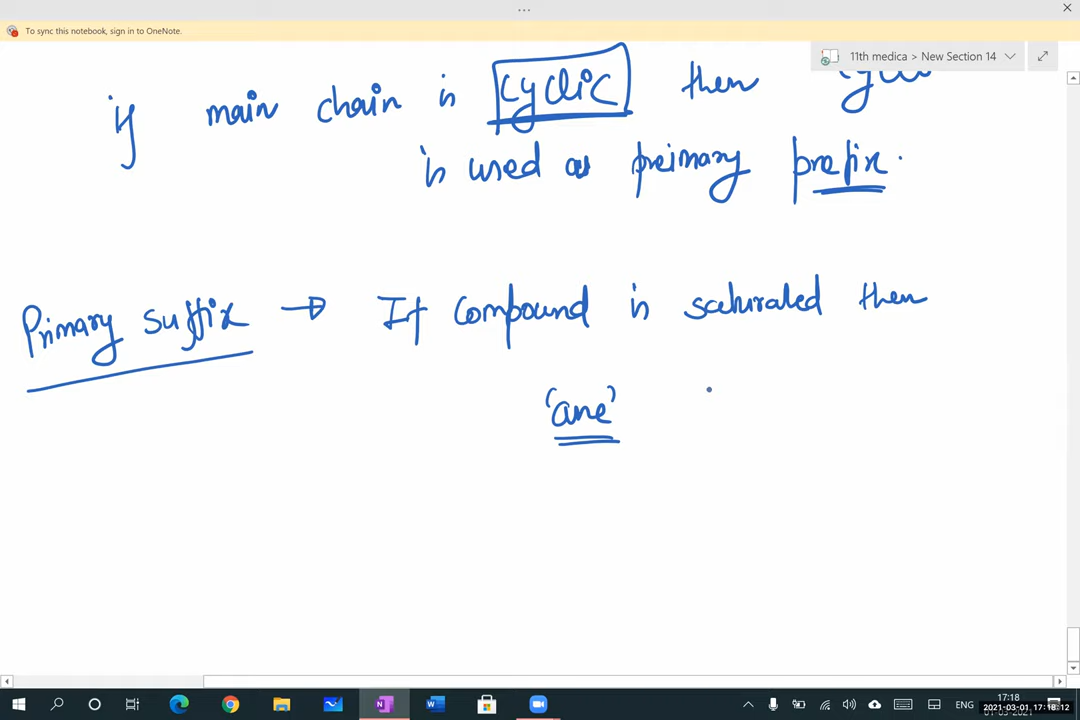 To sync this notebook, sign in to OneNote.
11th medica > New Section 14
if main chain is cyclic then
is used as preimary prefix.
Primary suffix → If compound is saturated then
'ane'
ENG
17:18
2021-03-01 17:18:12